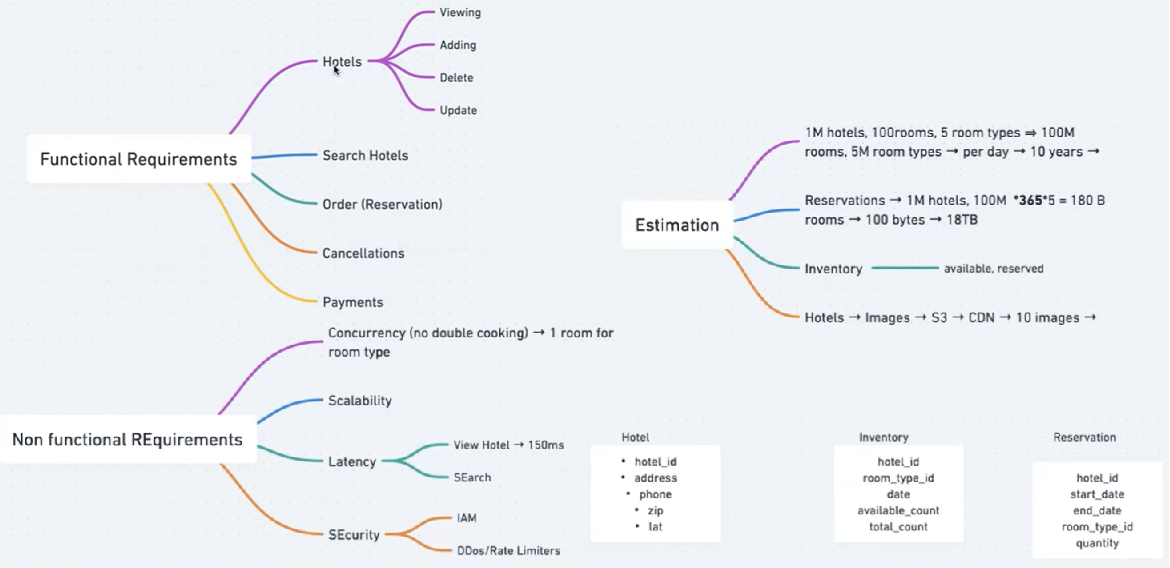 Functional Requirements
Hotels
Viewing
Adding
Delete
Update
Search Hotels
Order (Reservation)
Cancellations
Payments
Non functional REquirements
Concurrency (no double cooking) → 1 room for
room type
Scalability
Latency
View Hotel → 150ms
SEarch
SEcurity
IAM
DDos/Rate Limiters
Estimation
1M hotels, 100rooms, 5 room types ⇒ 100M
rooms, 5M room types → per day → 10 years →
Reservations → 1M hotels, 100M *365*5 = 180 B
rooms → 100 bytes → 18TB
Inventory
available, reserved
Hotels → Images → S3 → CDN → 10 images →
Hotel
• hotel_id
• address
• phone
• zip
• lat
Inventory
hotel_id
room_type_id
date
available_count
total_count
Reservation
hotel_id
start_date
end_date
room_type_id
quantity